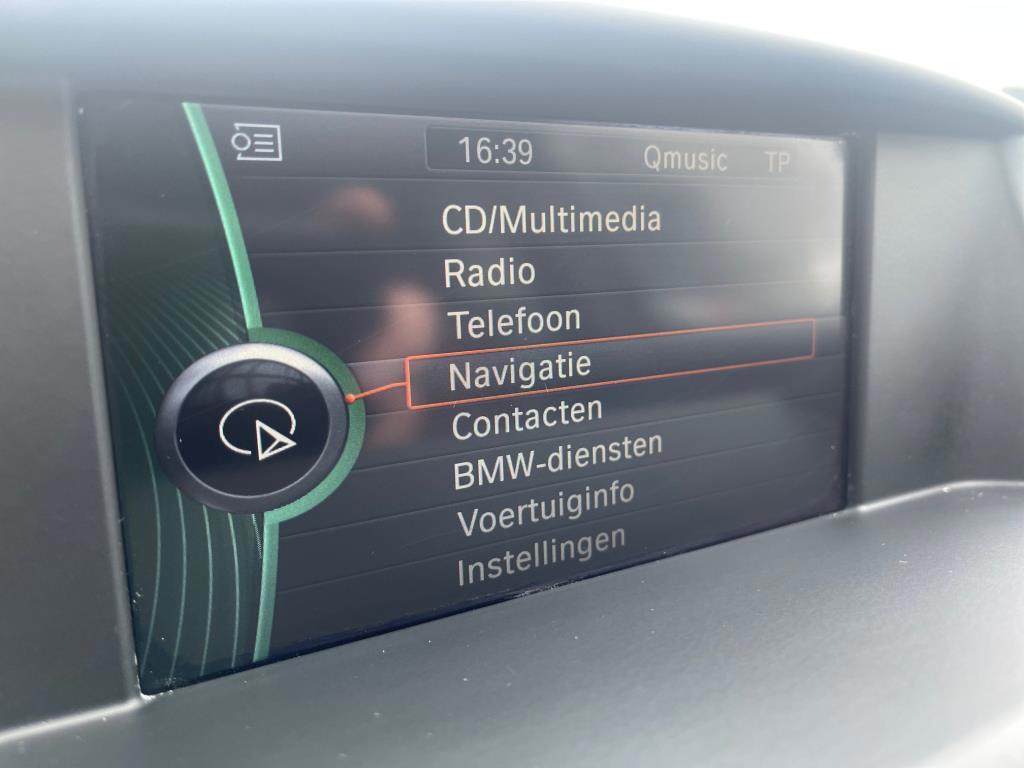 16:39 Qmusic TP
CD/Multimedia
Radio
Telefoon
Navigatie
Contacten
BMW-diensten
Voertuiginfo
Instellingen